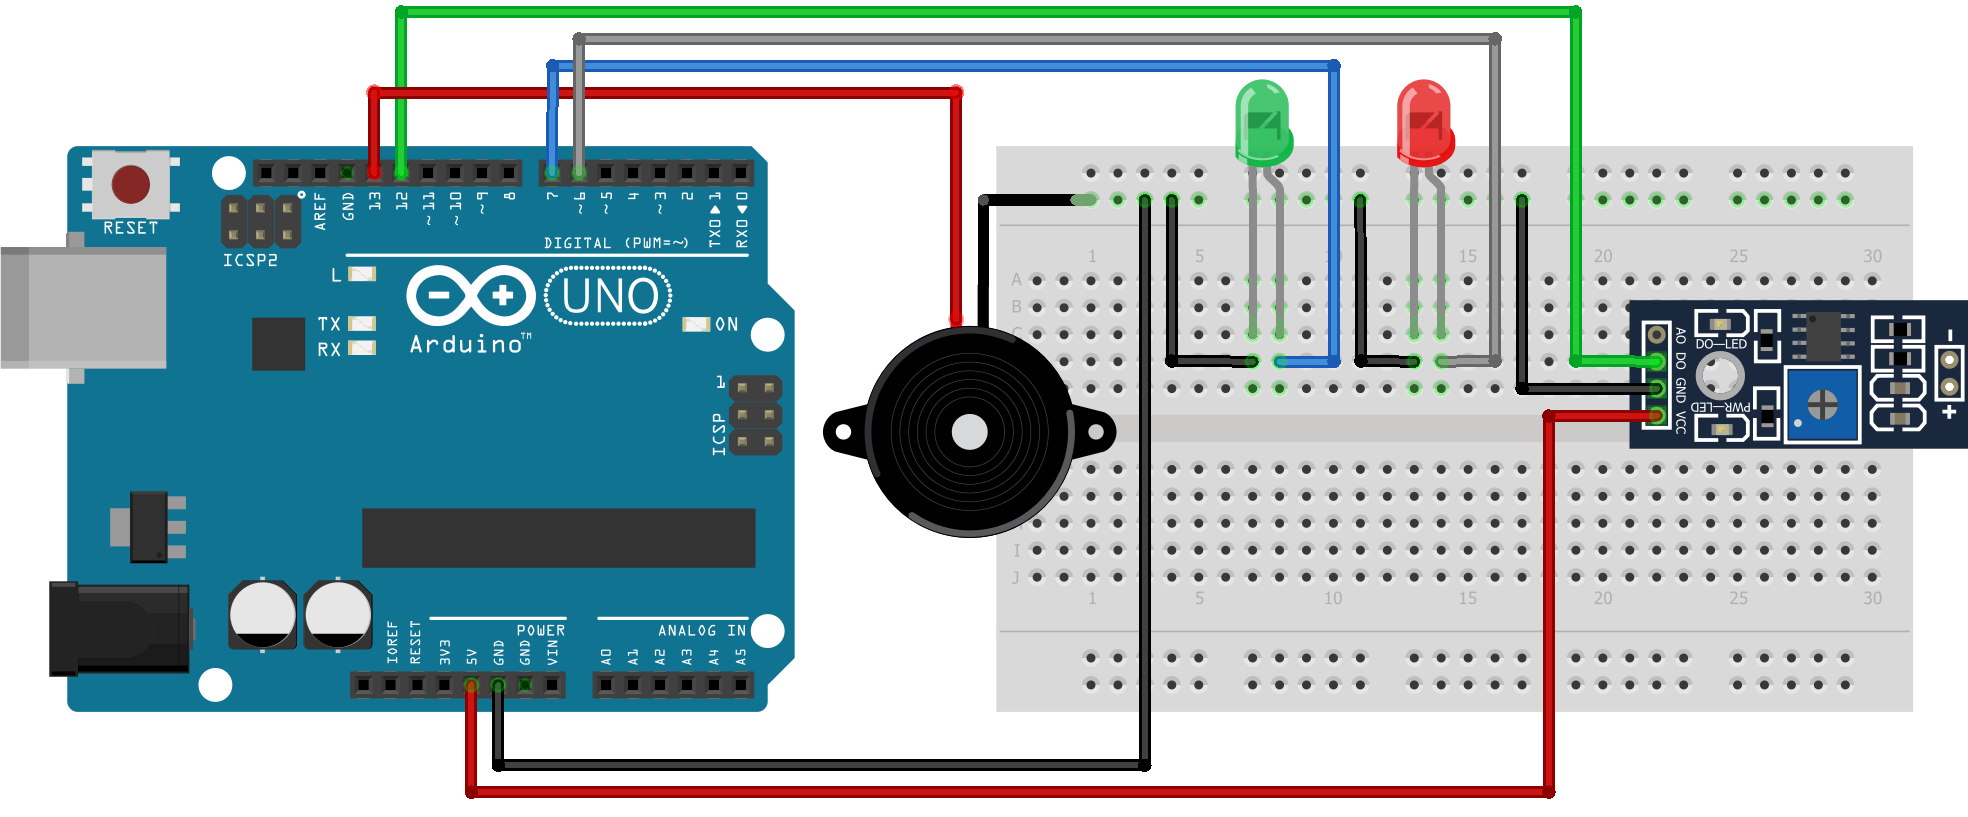 RESET
ICSP2
AREF
GND
13
12
~11
~10
~9
8
7
~6
~5
4
~3
2
TX0▶1
RX0◀0
DIGITAL (PWM=~)
L
TX
RX
UNO
Arduino™
ON
1
ICSP
IOREF
RESET
3V3
5V
GND
GND
VIN
POWER
ANALOG IN
A0
A1
A2
A3
A4
A5
1 5 10 15 20 25 30
A
B
C
I
J
1 5 10 15 20 25 30
AO
DO
GND
VCC
DO-LED
PWR-LED
-
+